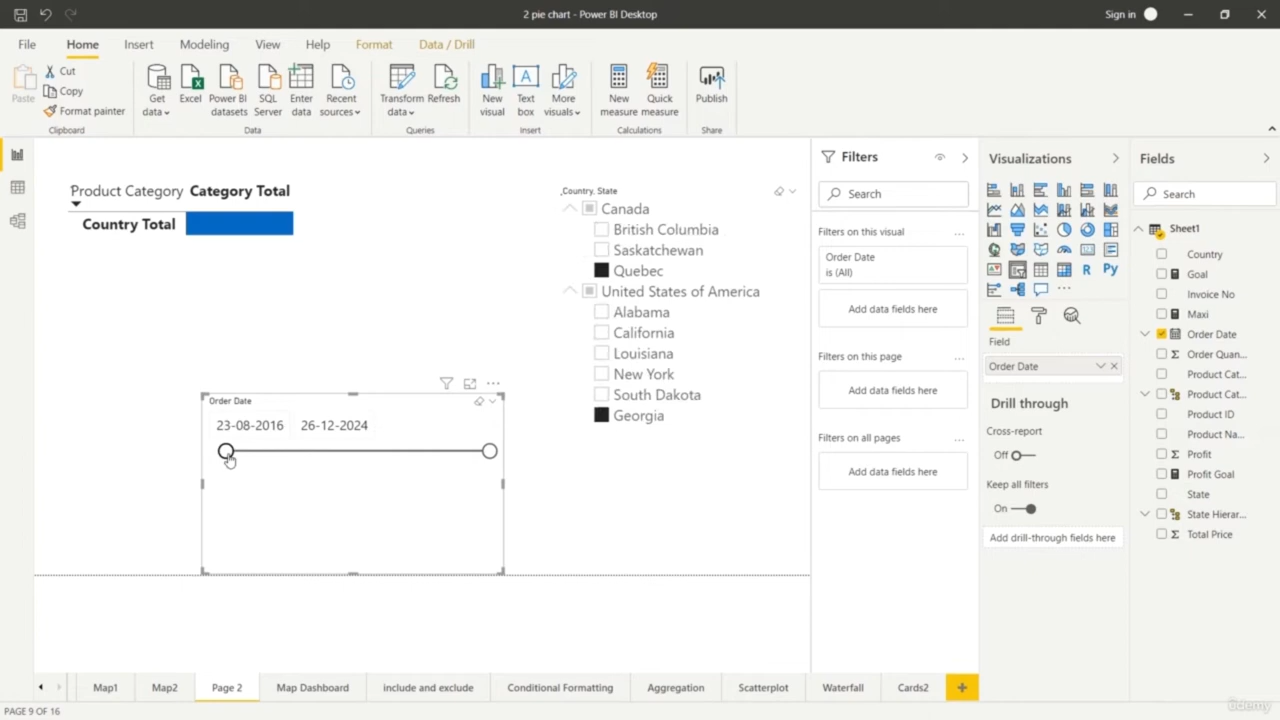 2 pie chart - Power BI Desktop
Sign in
File Home Insert Modeling View Help Format Data / Drill
Paste
Cut
Copy
Format painter
Clipboard
Get data
Excel
Power BI datasets
SQL Server
Enter data
Recent sources
Data
Transform data
Refresh
Queries
New visual
Text box
More visuals
Insert
New measure
Quick measure
Calculations
Publish
Share
Product Category Category Total
Country Total
Country, State
Canada
British Columbia
Saskatchewan
Quebec
United States of America
Alabama
California
Louisiana
New York
South Dakota
Georgia
Order Date
23-08-2016 26-12-2024
Filters
Search
Filters on this visual ...
Order Date
is (All)
Add data fields here
Filters on this page ...
Add data fields here
Filters on all pages ...
Add data fields here
Visualizations
R Py
...
Field
Order Date
Drill through
Cross-report
Off
Keep all filters
On
Add drill-through fields here
Fields
Search
Sheet1
Country
Goal
Invoice No
Maxi
Order Date
Σ Order Quan...
Product Cat...
Product Cat...
Product ID
Product Na...
Σ Profit
Profit Goal
State
State Hierar...
Σ Total Price
Map1 Map2 Page 2 Map Dashboard include and exclude Conditional Formatting Aggregation Scatterplot Waterfall Cards2 +
PAGE 9 OF 16
ûdemy